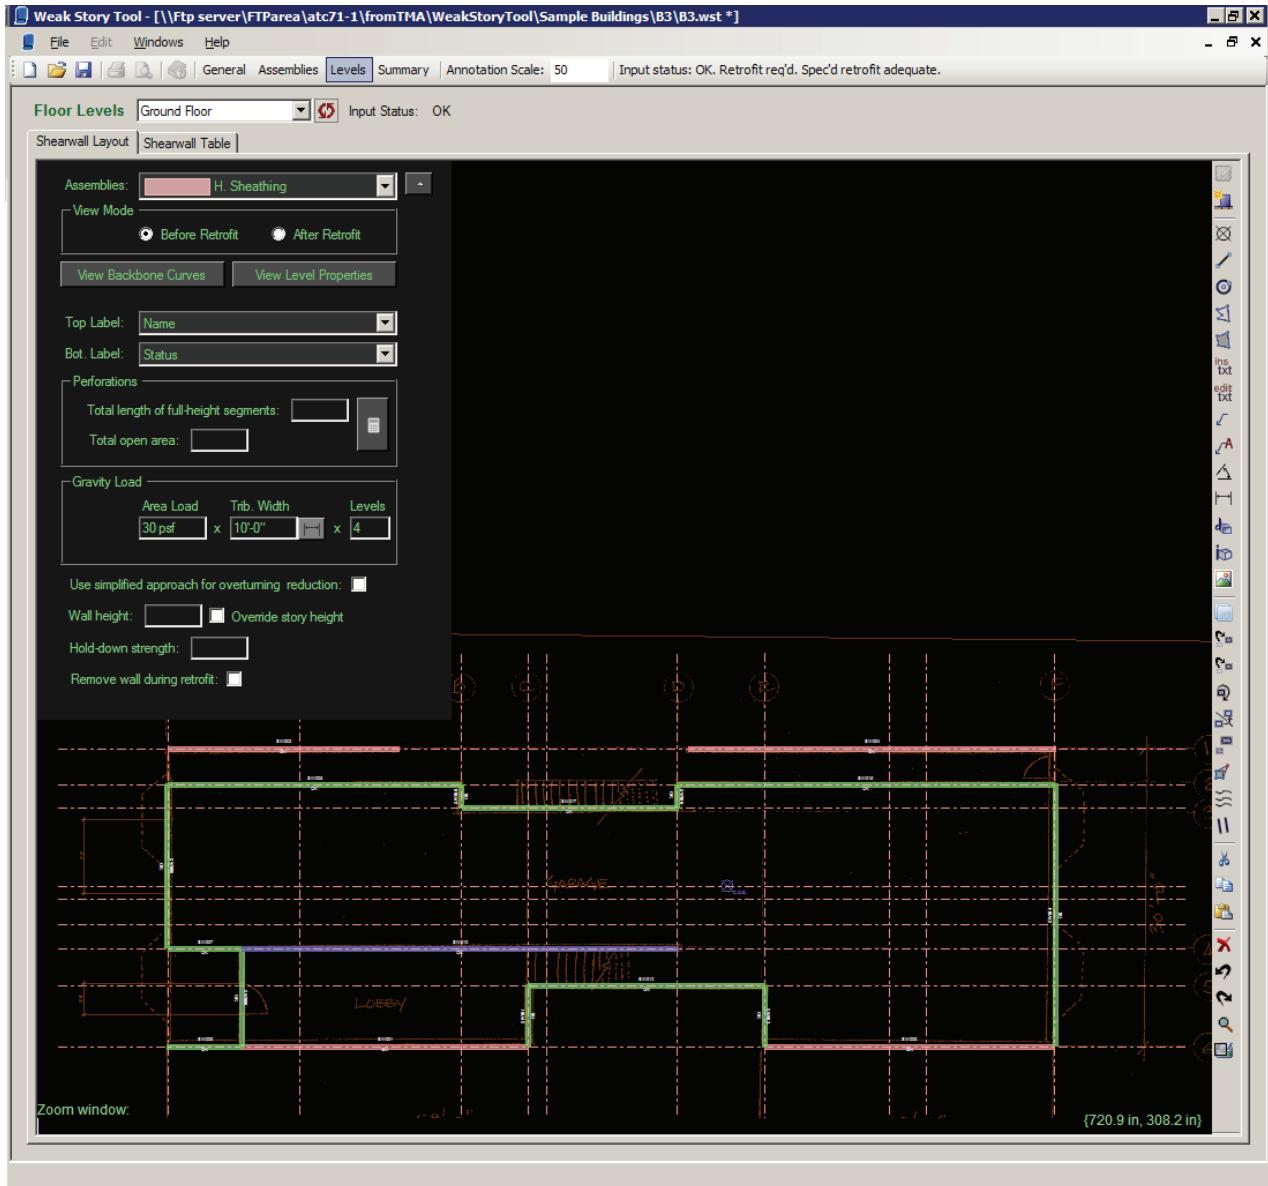 Weak Story Tool - [\\Ftp server\FTParea\atc71-1\fromTMA\WeakStoryTool\Sample Buildings\B3\B3.wst *]
File Edit Windows Help
General Assemblies Levels Summary Annotation Scale: 50 Input status: OK. Retrofit req'd. Spec'd retrofit adequate.
Floor Levels Ground Floor Input Status: OK
Shearwall Layout Shearwall Table
Assemblies: H. Sheathing
View Mode
Before Retrofit After Retrofit
View Backbone Curves View Level Properties
Top Label: Name
Bot. Label: Status
Perforations
Total length of full-height segments:
Total open area:
Gravity Load
Area Load Trib. Width Levels
30 psf x 10'-0" x 4
Use simplified approach for overturning reduction:
Wall height: Override story height
Hold-down strength:
Remove wall during retrofit:
ins
txt
edit
txt
A
B C D E F
GARAGE
LOBBY
Zoom window:
{720.9 in, 308.2 in}